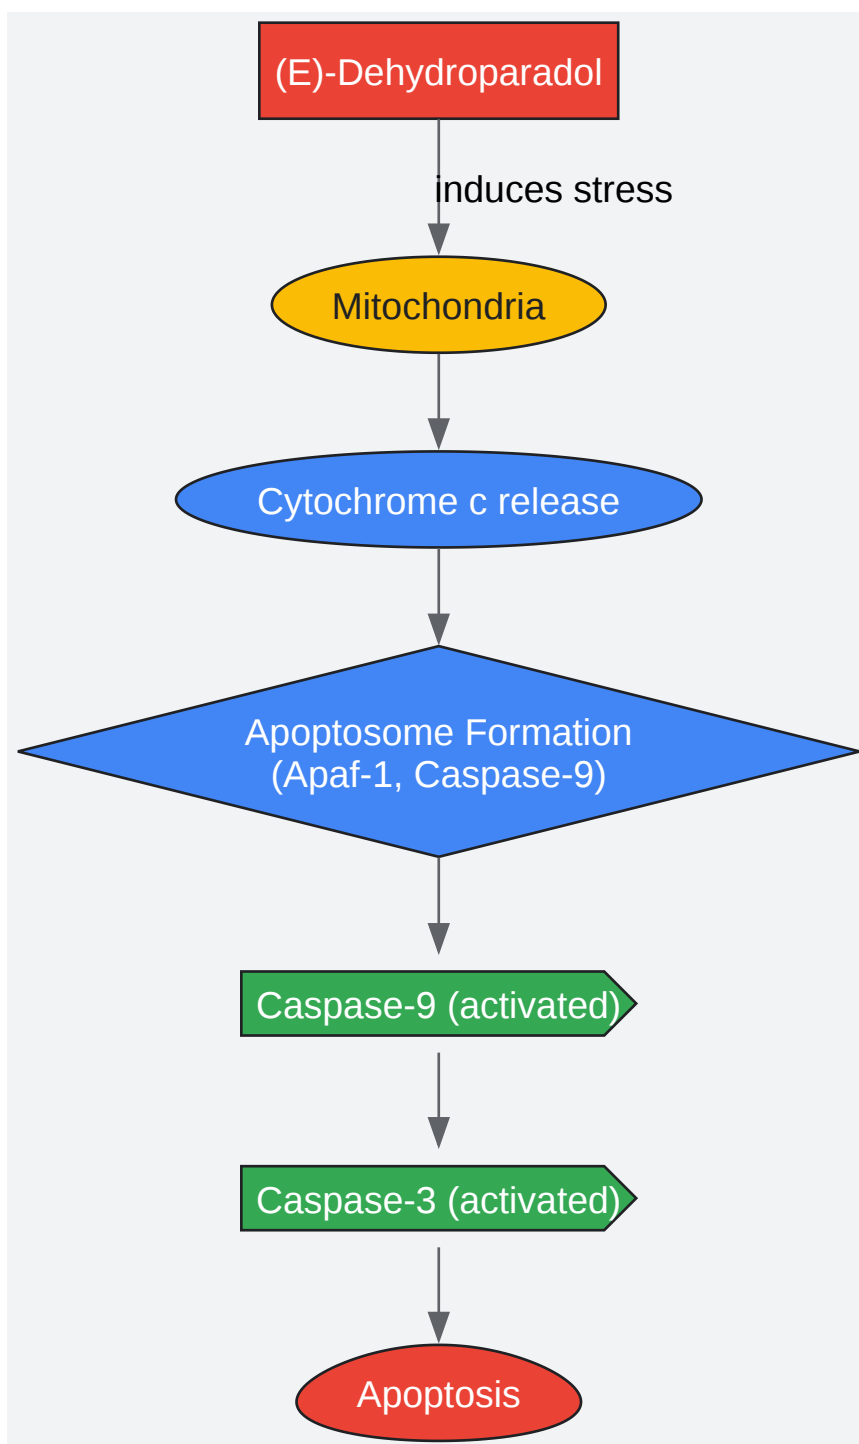 (E)-Dehydroparadol
induces stress
Mitochondria
Cytochrome c release
Apoptosome Formation
(Apaf-1, Caspase-9)
Caspase-9 (activated)
Caspase-3 (activated)
Apoptosis